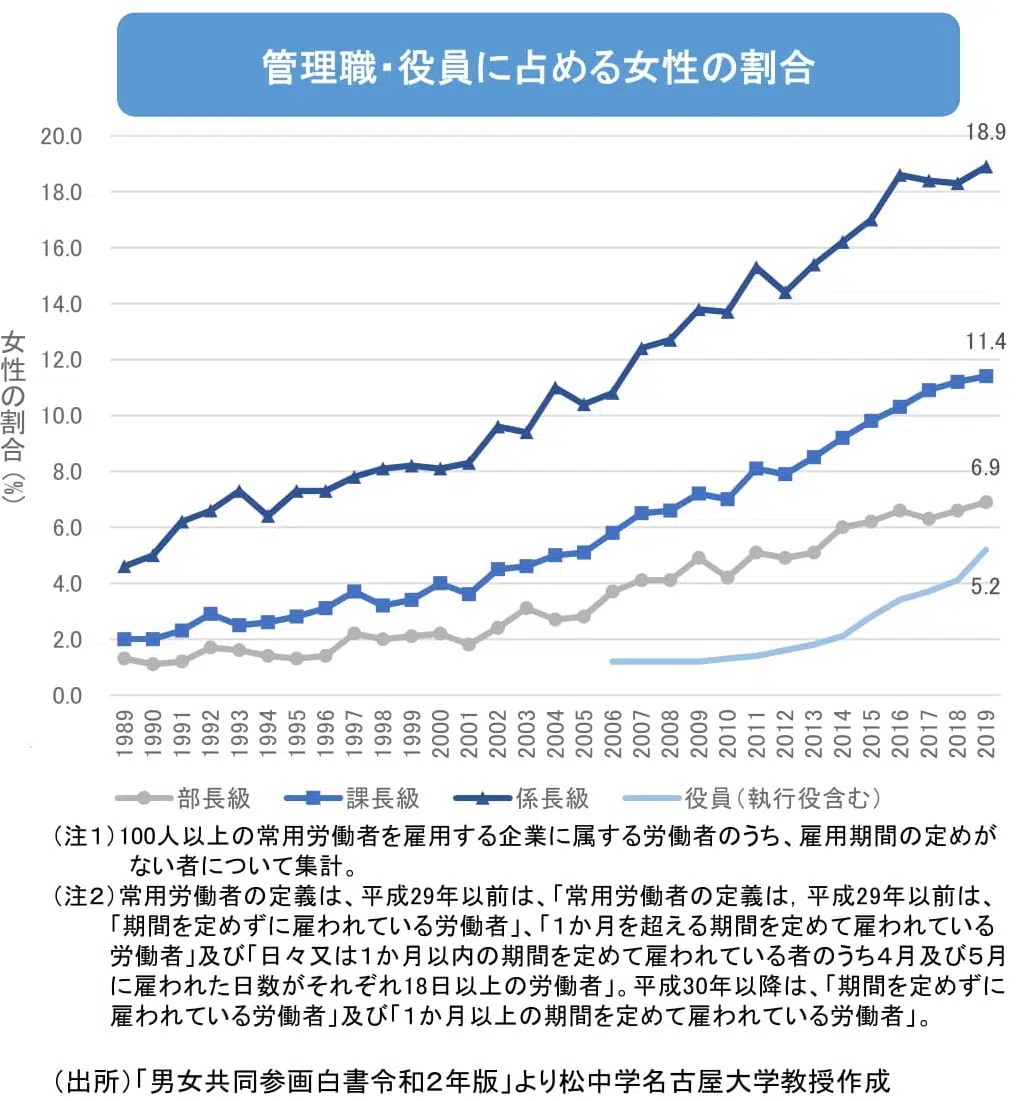 管理職・役員に占める女性の割合
女性の割合(%)
20.0
18.0
16.0
14.0
12.0
10.0
8.0
6.0
4.0
2.0
0.0
18.9
11.4
6.9
5.2
1989 1990 1991 1992 1993 1994 1995 1996 1997 1998 1999 2000 2001 2002 2003 2004 2005 2006 2007 2008 2009 2010 2011 2012 2013 2014 2015 2016 2017 2018 2019
部長級 課長級 係長級 役員(執行役含む)
(注1)100人以上の常用労働者を雇用する企業に属する労働者のうち、雇用期間の定めが
ない者について集計。
(注2)常用労働者の定義は、平成29年以前は、「常用労働者の定義は，平成29年以前は、
「期間を定めずに雇われている労働者」、「1か月を超える期間を定めて雇われている
労働者」及び「日々又は1か月以内の期間を定めて雇われている者のうち4月及び5月
に雇われた日数がそれぞれ18日以上の労働者」。平成30年以降は、「期間を定めずに
雇われている労働者」及び「1か月以上の期間を定めて雇われている労働者」。
(出所)「男女共同参画白書令和2年版」より松中学名古屋大学教授作成